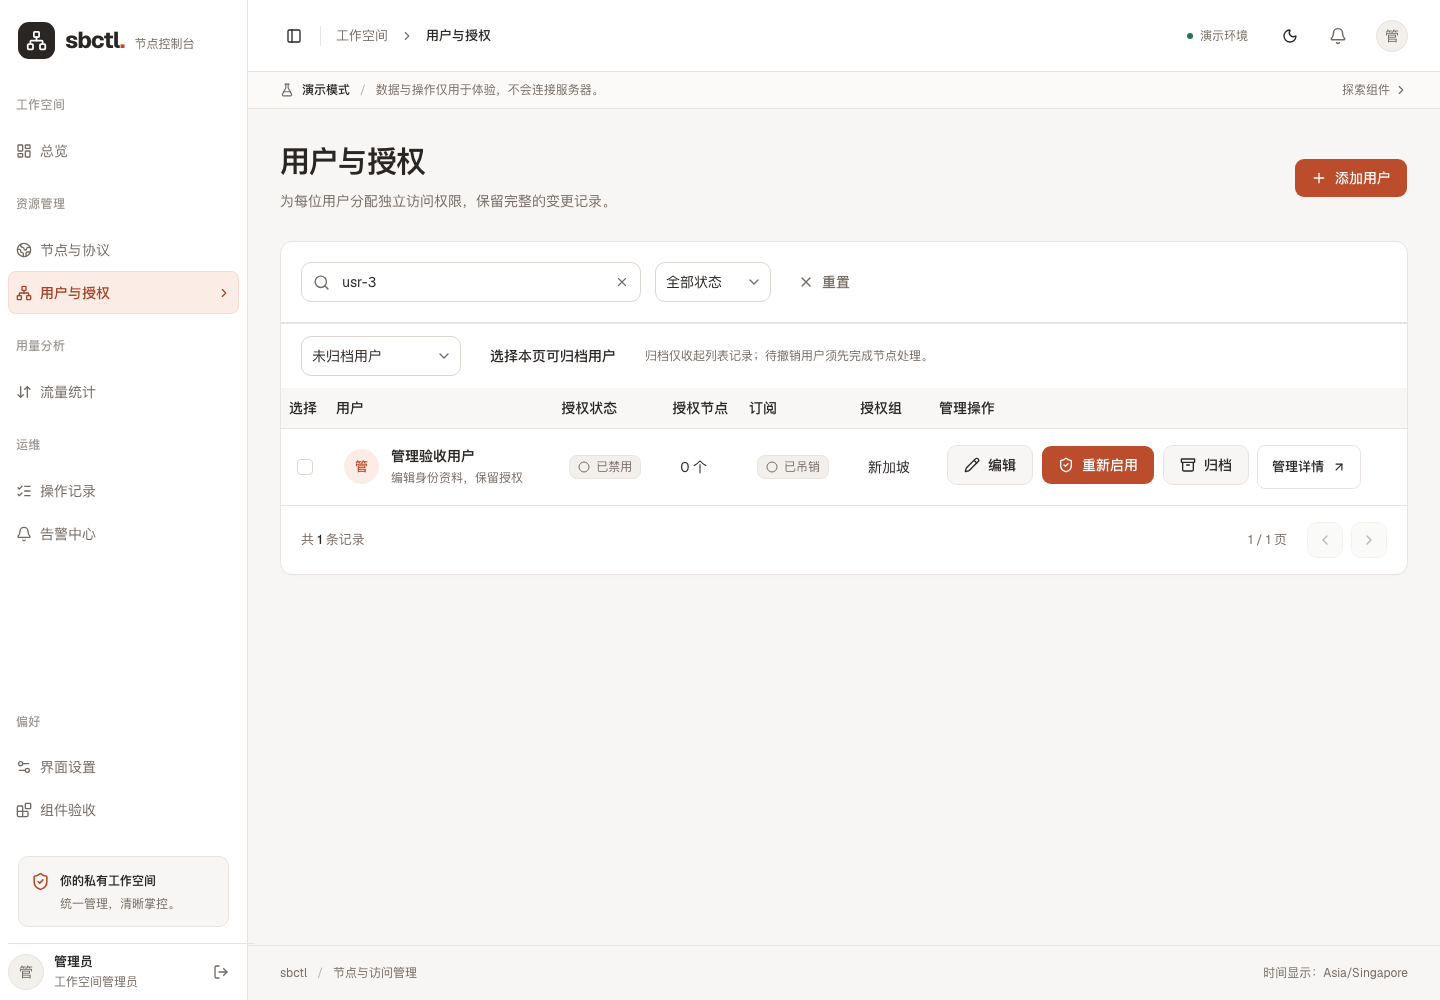 sbctl. 节点控制台
工作空间
总览
资源管理
节点与协议
用户与授权
用量分析
流量统计
运维
操作记录
告警中心
偏好
界面设置
组件验收
你的私有工作空间
统一管理，清晰掌控。
管 管理员
工作空间管理员
工作空间 用户与授权
演示环境 管
演示模式 / 数据与操作仅用于体验，不会连接服务器。
探索组件
用户与授权
为每位用户分配独立访问权限，保留完整的变更记录。
添加用户
usr-3 全部状态 重置
未归档用户 选择本页可归档用户 归档仅收起列表记录；待撤销用户须先完成节点处理。
选择 用户 授权状态 授权节点 订阅 授权组 管理操作
管 管理验收用户
编辑身份资料，保留授权
已禁用 0 个 已吊销 新加坡 编辑 重新启用 归档 管理详情
共 1 条记录
1 / 1 页
sbctl / 节点与访问管理
时间显示：Asia/Singapore